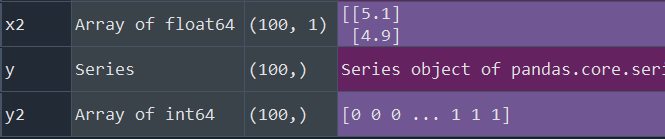 x2 Array of float64 (100, 1) [[5.1]
[4.9]
y Series (100,) Series object of pandas.core.seri
y2 Array of int64 (100,) [0 0 0 ... 1 1 1]